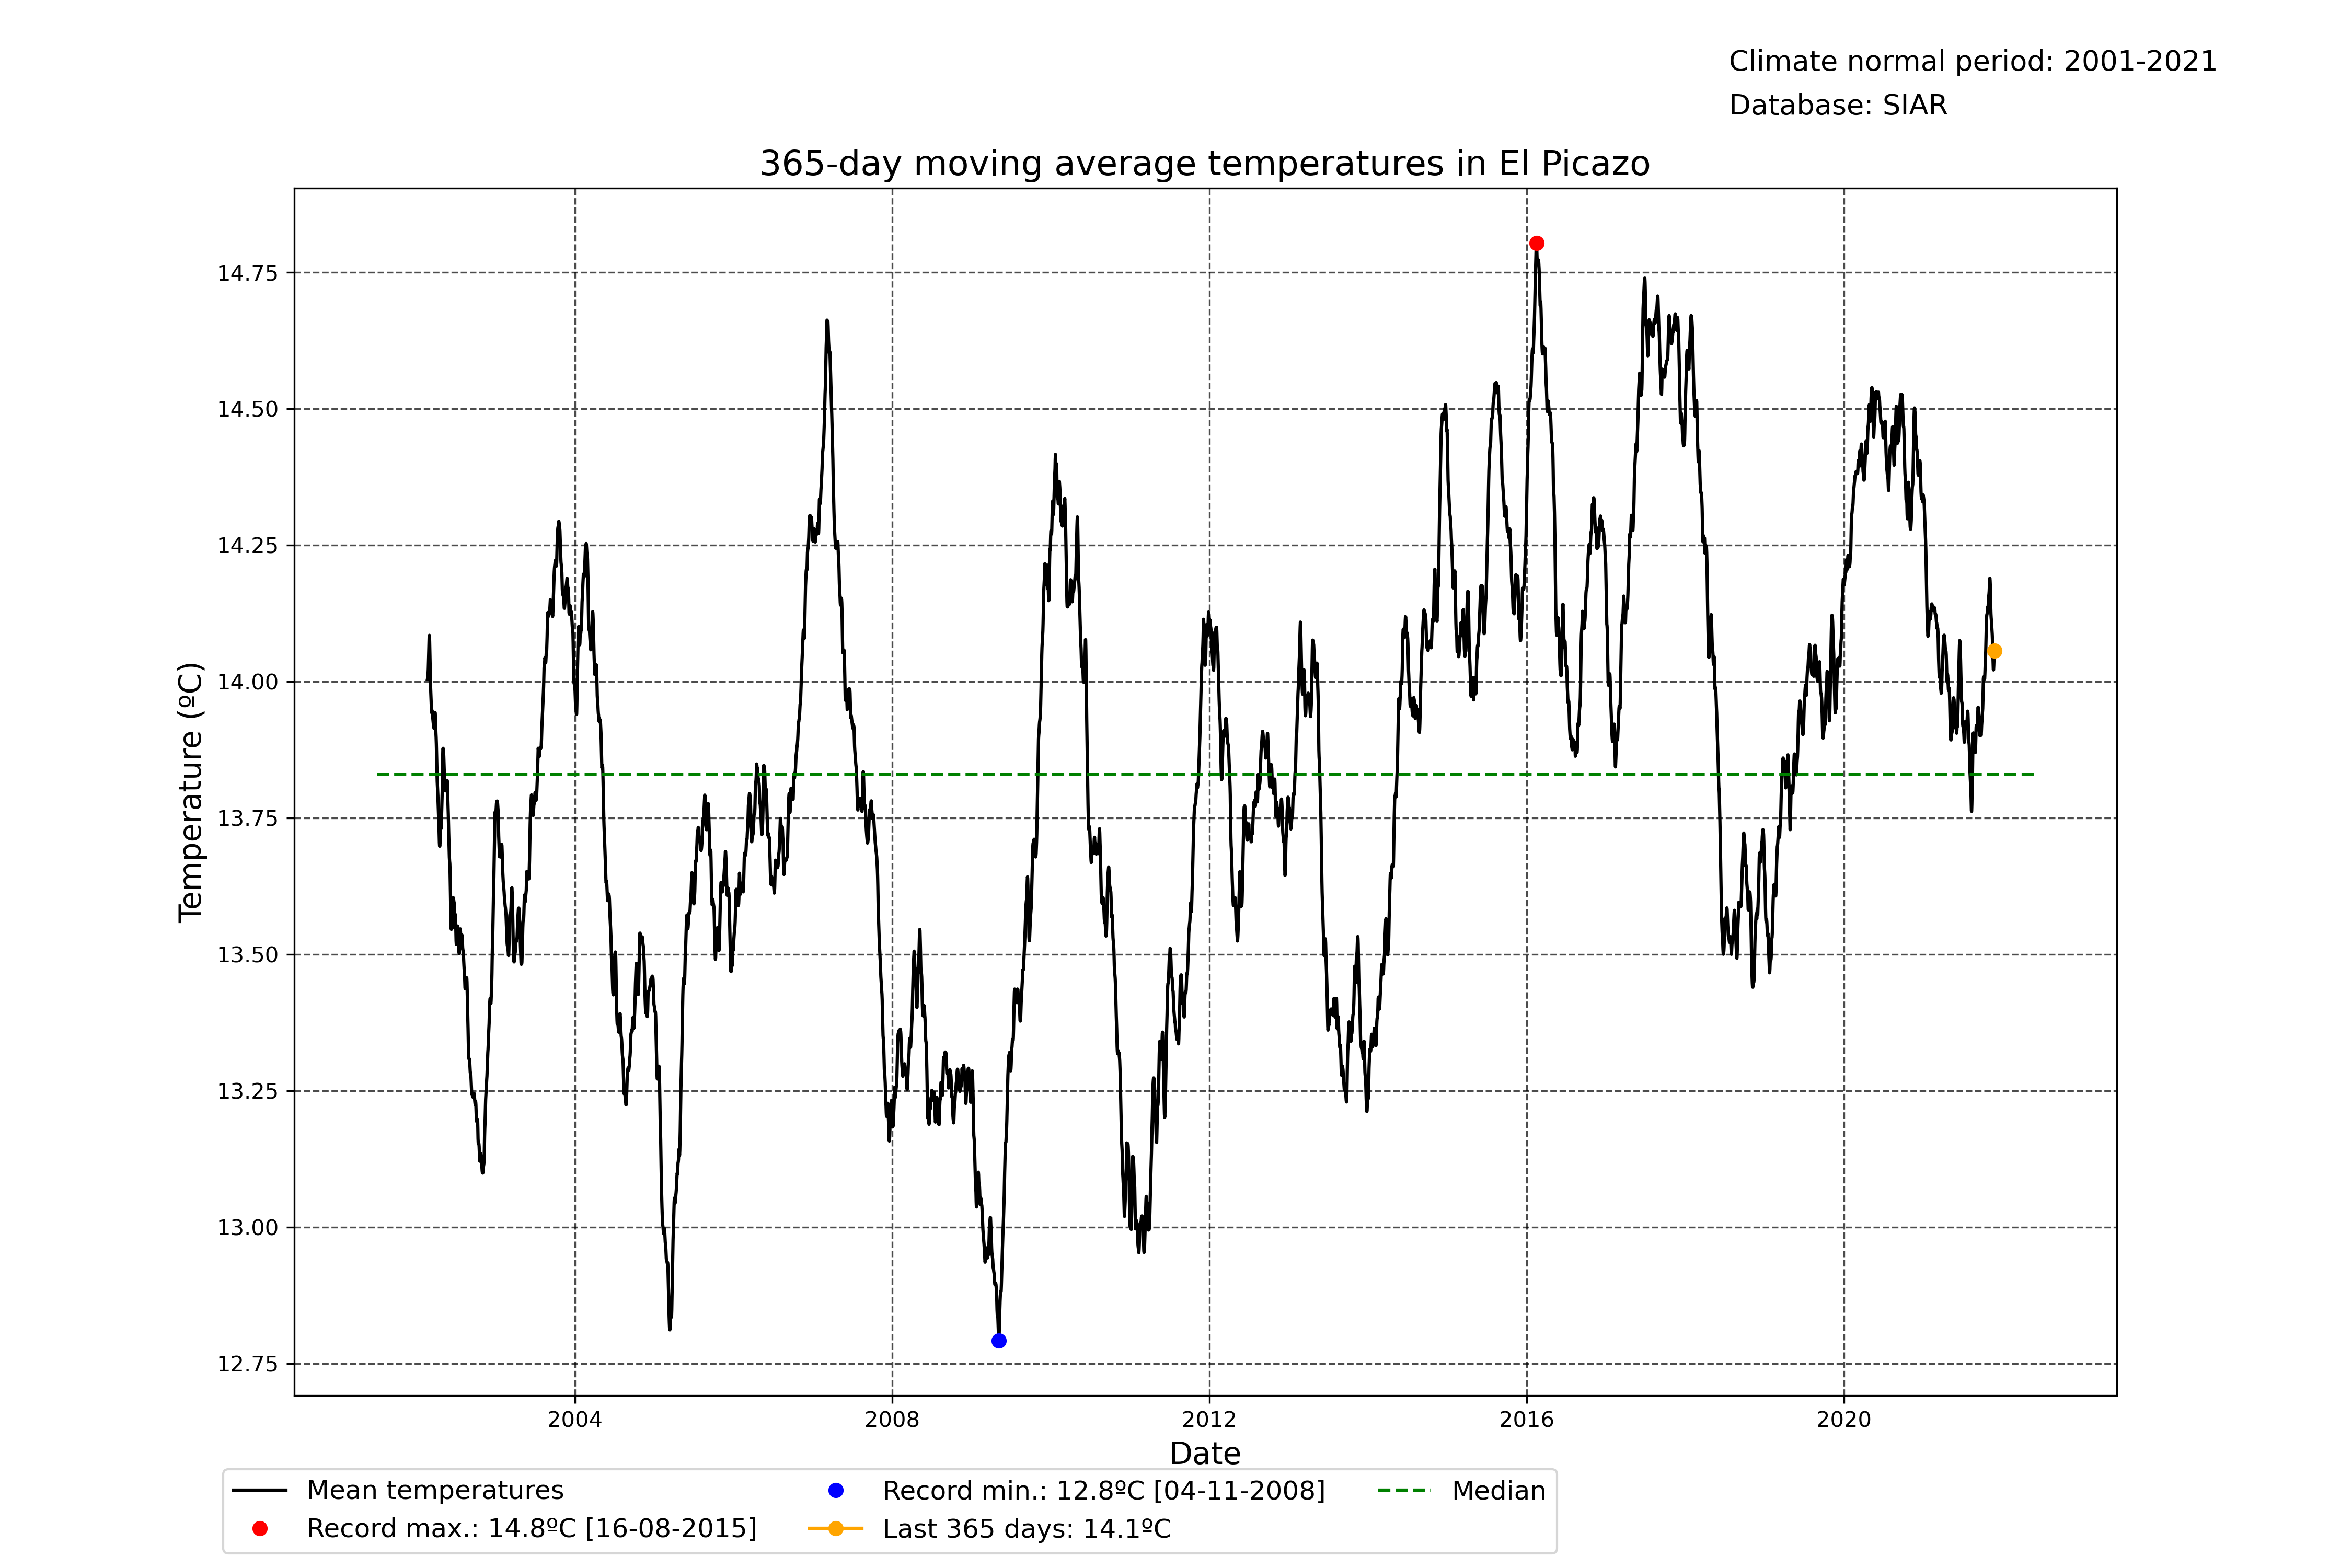 Climate normal period: 2001-2021
Database: SIAR
365-day moving average temperatures in El Picazo
Temperature (ºC)
14.75
14.50
14.25
14.00
13.75
13.50
13.25
13.00
12.75
2004 2008 2012 2016 2020
Date
Mean temperatures Record min.: 12.8ºC [04-11-2008] Median
Record max.: 14.8ºC [16-08-2015] Last 365 days: 14.1ºC